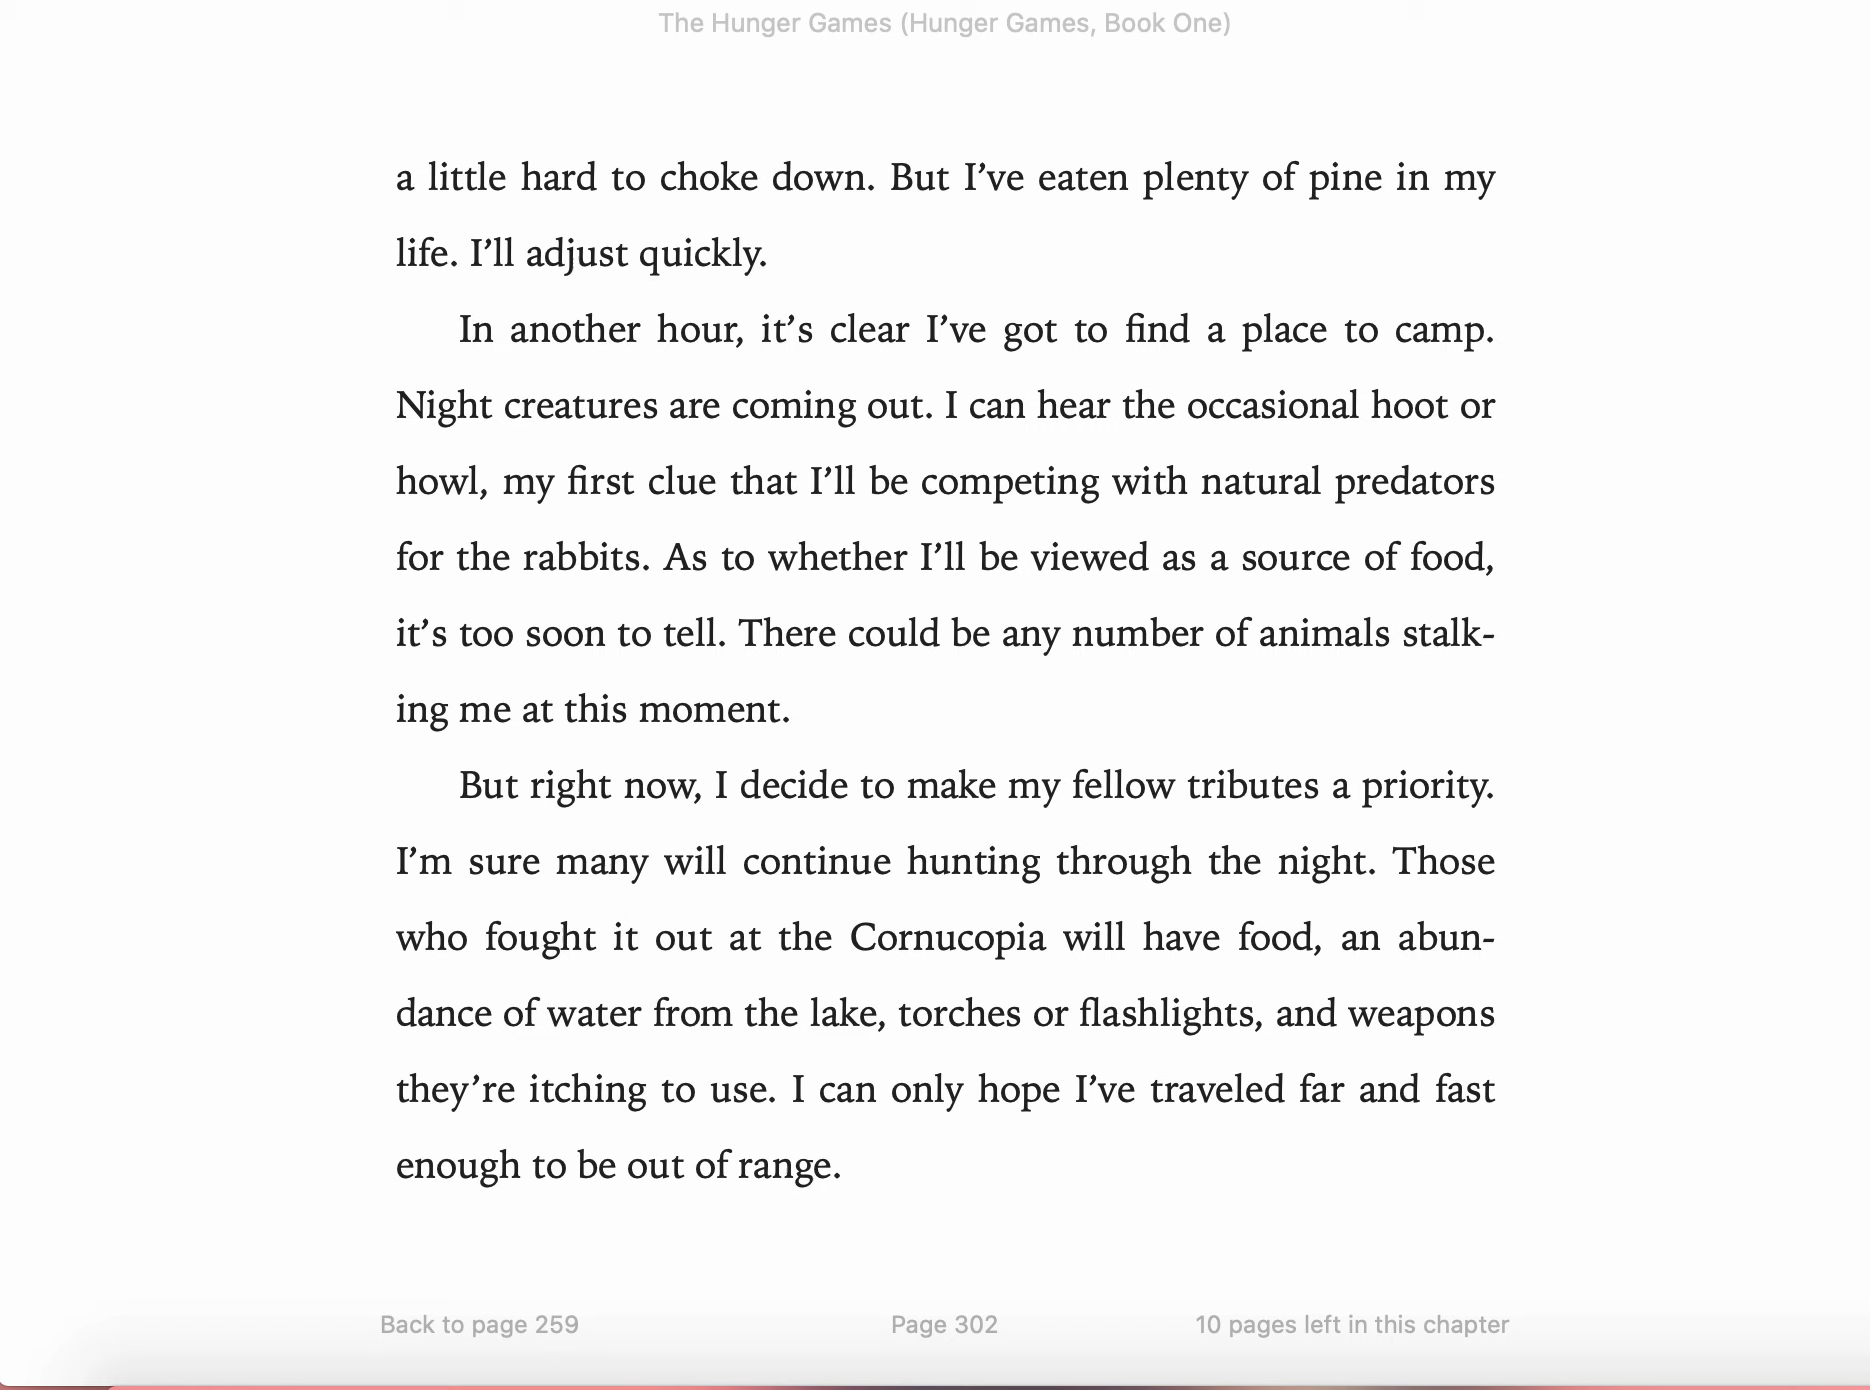 The Hunger Games (Hunger Games, Book One)
a little hard to choke down. But I’ve eaten plenty of pine in my
life. I’ll adjust quickly.
In another hour, it’s clear I’ve got to find a place to camp.
Night creatures are coming out. I can hear the occasional hoot or
howl, my first clue that I’ll be competing with natural predators
for the rabbits. As to whether I’ll be viewed as a source of food,
it’s too soon to tell. There could be any number of animals stalk-
ing me at this moment.
But right now, I decide to make my fellow tributes a priority.
I’m sure many will continue hunting through the night. Those
who fought it out at the Cornucopia will have food, an abun-
dance of water from the lake, torches or flashlights, and weapons
they’re itching to use. I can only hope I’ve traveled far and fast
enough to be out of range.
Back to page 259 Page 302 10 pages left in this chapter